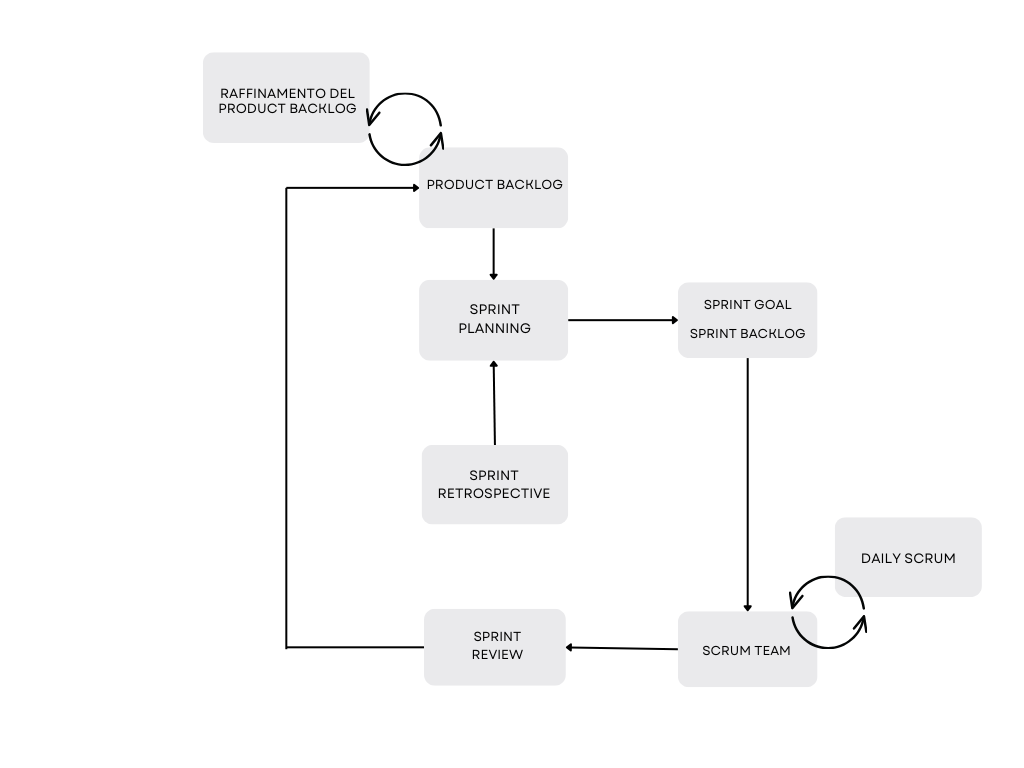 RAFFINAMENTO DEL
PRODUCT BACKLOG
PRODUCT BACKLOG
SPRINT
PLANNING
SPRINT GOAL
SPRINT BACKLOG
SPRINT
RETROSPECTIVE
DAILY SCRUM
SPRINT
REVIEW
SCRUM TEAM